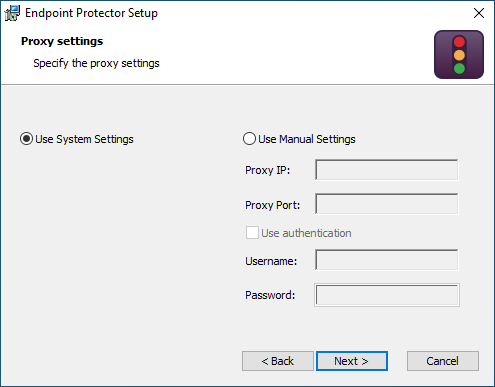 Endpoint Protector Setup
Proxy settings
Specify the proxy settings
Use System Settings
Use Manual Settings
Proxy IP:
Proxy Port:
Use authentication
Username:
Password:
< Back
Next >
Cancel